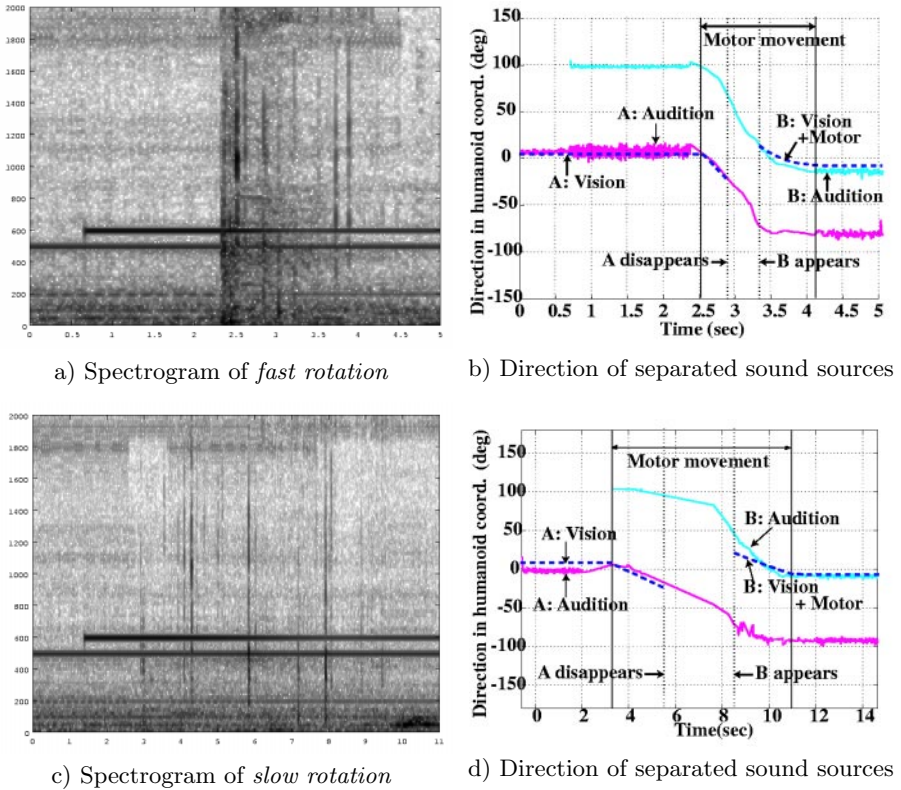 2000
1800
1600
1400
1200
1000
800
600
400
200
0
0 0.5 1 1.5 2 2.5 3 3.5 4 4.5 5
a) Spectrogram of fast rotation
Direction in humanoid coord. (deg)
150
100
50
0
-50
-100
-150
Motor movement
A: Audition
B: Vision
+Motor
A: Vision
B: Audition
A disappears
B appears
0 0.5 1 1.5 2 2.5 3 3.5 4 4.5 5
Time (sec)
b) Direction of separated sound sources
2000
1800
1600
1400
1200
1000
800
600
400
200
0
0 1 2 3 4 5 6 7 8 9 10 11
c) Spectrogram of slow rotation
Direction in humanoid coord. (deg)
150
100
50
0
-50
-100
-150
Motor movement
A: Vision
B: Audition
A: Audition
B: Vision
+ Motor
A disappears
B appears
0 2 4 6 8 10 12 14
Time(sec)
d) Direction of separated sound sources